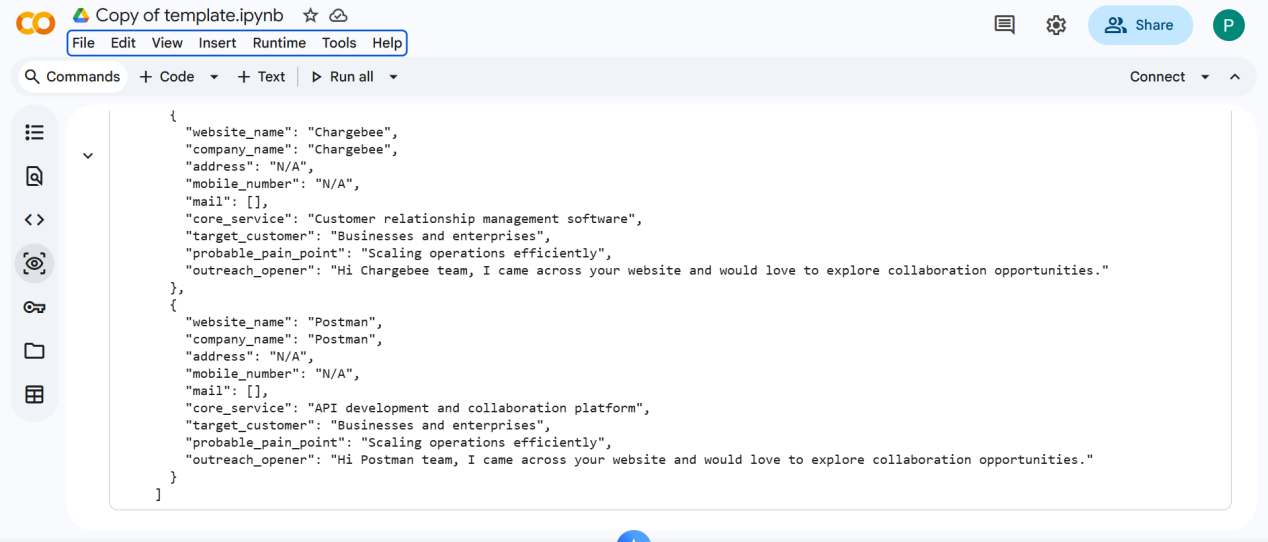 Copy of template.ipynb
File Edit View Insert Runtime Tools Help
Share
P
Commands + Code + Text Run all
Connect
{
"website_name": "Chargebee",
"company_name": "Chargebee",
"address": "N/A",
"mobile_number": "N/A",
"mail": [],
"core_service": "Customer relationship management software",
"target_customer": "Businesses and enterprises",
"probable_pain_point": "Scaling operations efficiently",
"outreach_opener": "Hi Chargebee team, I came across your website and would love to explore collaboration opportunities."
},
{
"website_name": "Postman",
"company_name": "Postman",
"address": "N/A",
"mobile_number": "N/A",
"mail": [],
"core_service": "API development and collaboration platform",
"target_customer": "Businesses and enterprises",
"probable_pain_point": "Scaling operations efficiently",
"outreach_opener": "Hi Postman team, I came across your website and would love to explore collaboration opportunities."
}
]